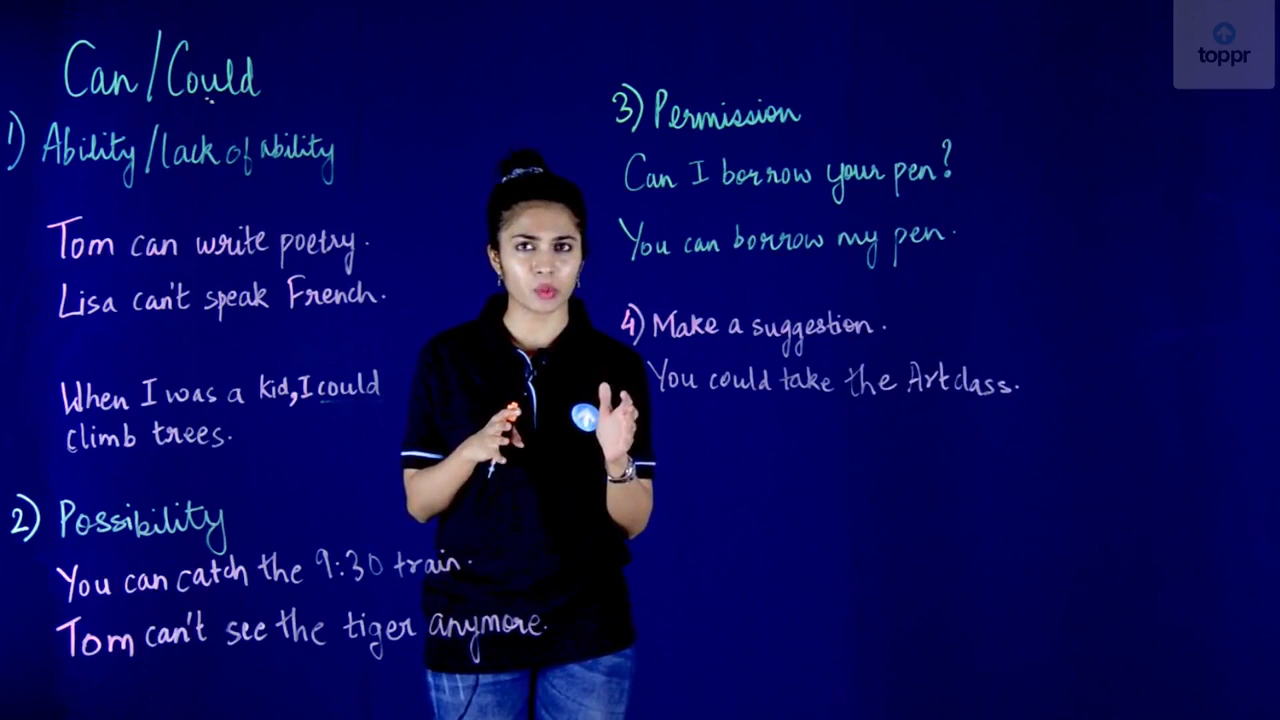 Can/Could
1) Ability/lack of ability
Tom can write poetry.
Lisa can't speak French.
When I was a kid, I could
climb trees.
2) Possibility
You can catch the 9:30 train.
Tom can't see the tiger anymore.
3) Permission
Can I borrow your pen?
You can borrow my pen.
4) Make a suggestion.
You could take the Art class.
toppr